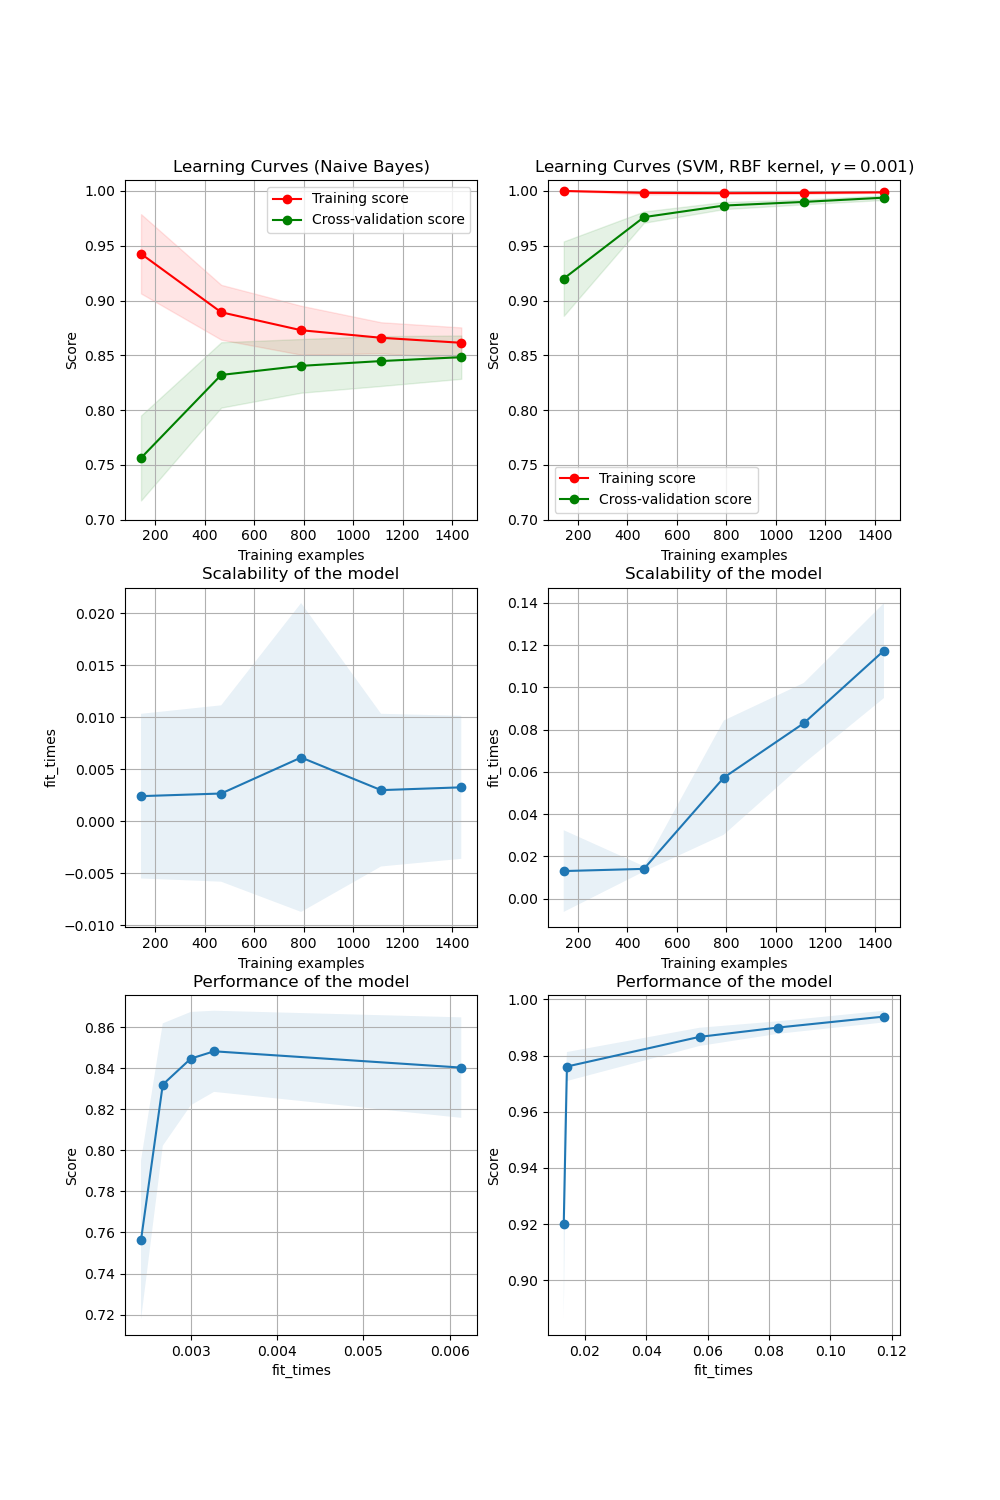 Learning Curves (Naive Bayes)
1.00
0.95
0.90
0.85
0.80
0.75
0.70
Score
Training score
Cross-validation score
200 400 600 800 1000 1200 1400
Training examples
Learning Curves (SVM, RBF kernel, γ = 0.001)
1.00
0.95
0.90
0.85
0.80
0.75
0.70
Score
Training score
Cross-validation score
200 400 600 800 1000 1200 1400
Training examples
Scalability of the model
0.020
0.015
0.010
0.005
0.000
−0.005
−0.010
fit_times
200 400 600 800 1000 1200 1400
Training examples
Scalability of the model
0.14
0.12
0.10
0.08
0.06
0.04
0.02
0.00
fit_times
200 400 600 800 1000 1200 1400
Training examples
Performance of the model
0.86
0.84
0.82
0.80
0.78
0.76
0.74
0.72
Score
0.003 0.004 0.005 0.006
fit_times
Performance of the model
1.00
0.98
0.96
0.94
0.92
0.90
Score
0.02 0.04 0.06 0.08 0.10 0.12
fit_times